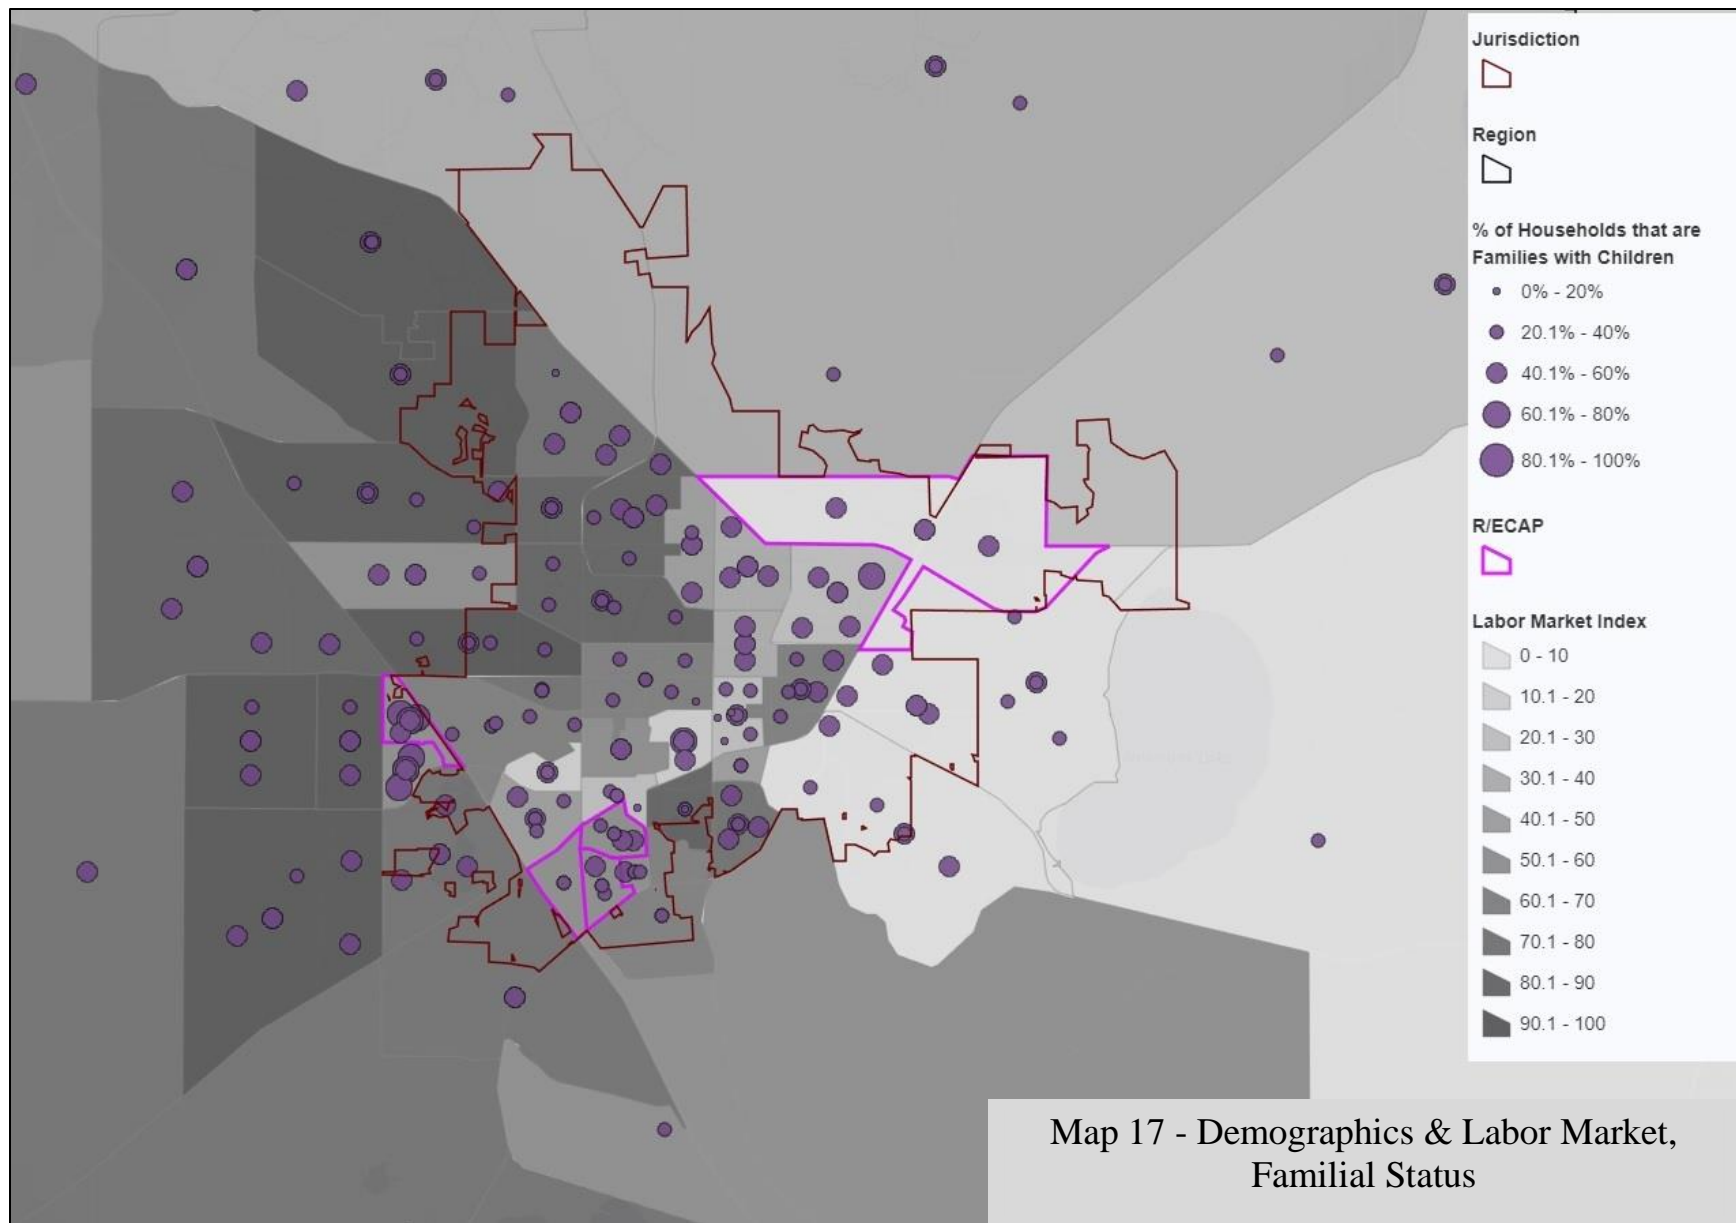 Jurisdiction
Region
% of Households that are
Families with Children
0% - 20%
20.1% - 40%
40.1% - 60%
60.1% - 80%
80.1% - 100%
R/ECAP
Labor Market Index
0 - 10
10.1 - 20
20.1 - 30
30.1 - 40
40.1 - 50
50.1 - 60
60.1 - 70
70.1 - 80
80.1 - 90
90.1 - 100
Map 17 - Demographics & Labor Market,
Familial Status